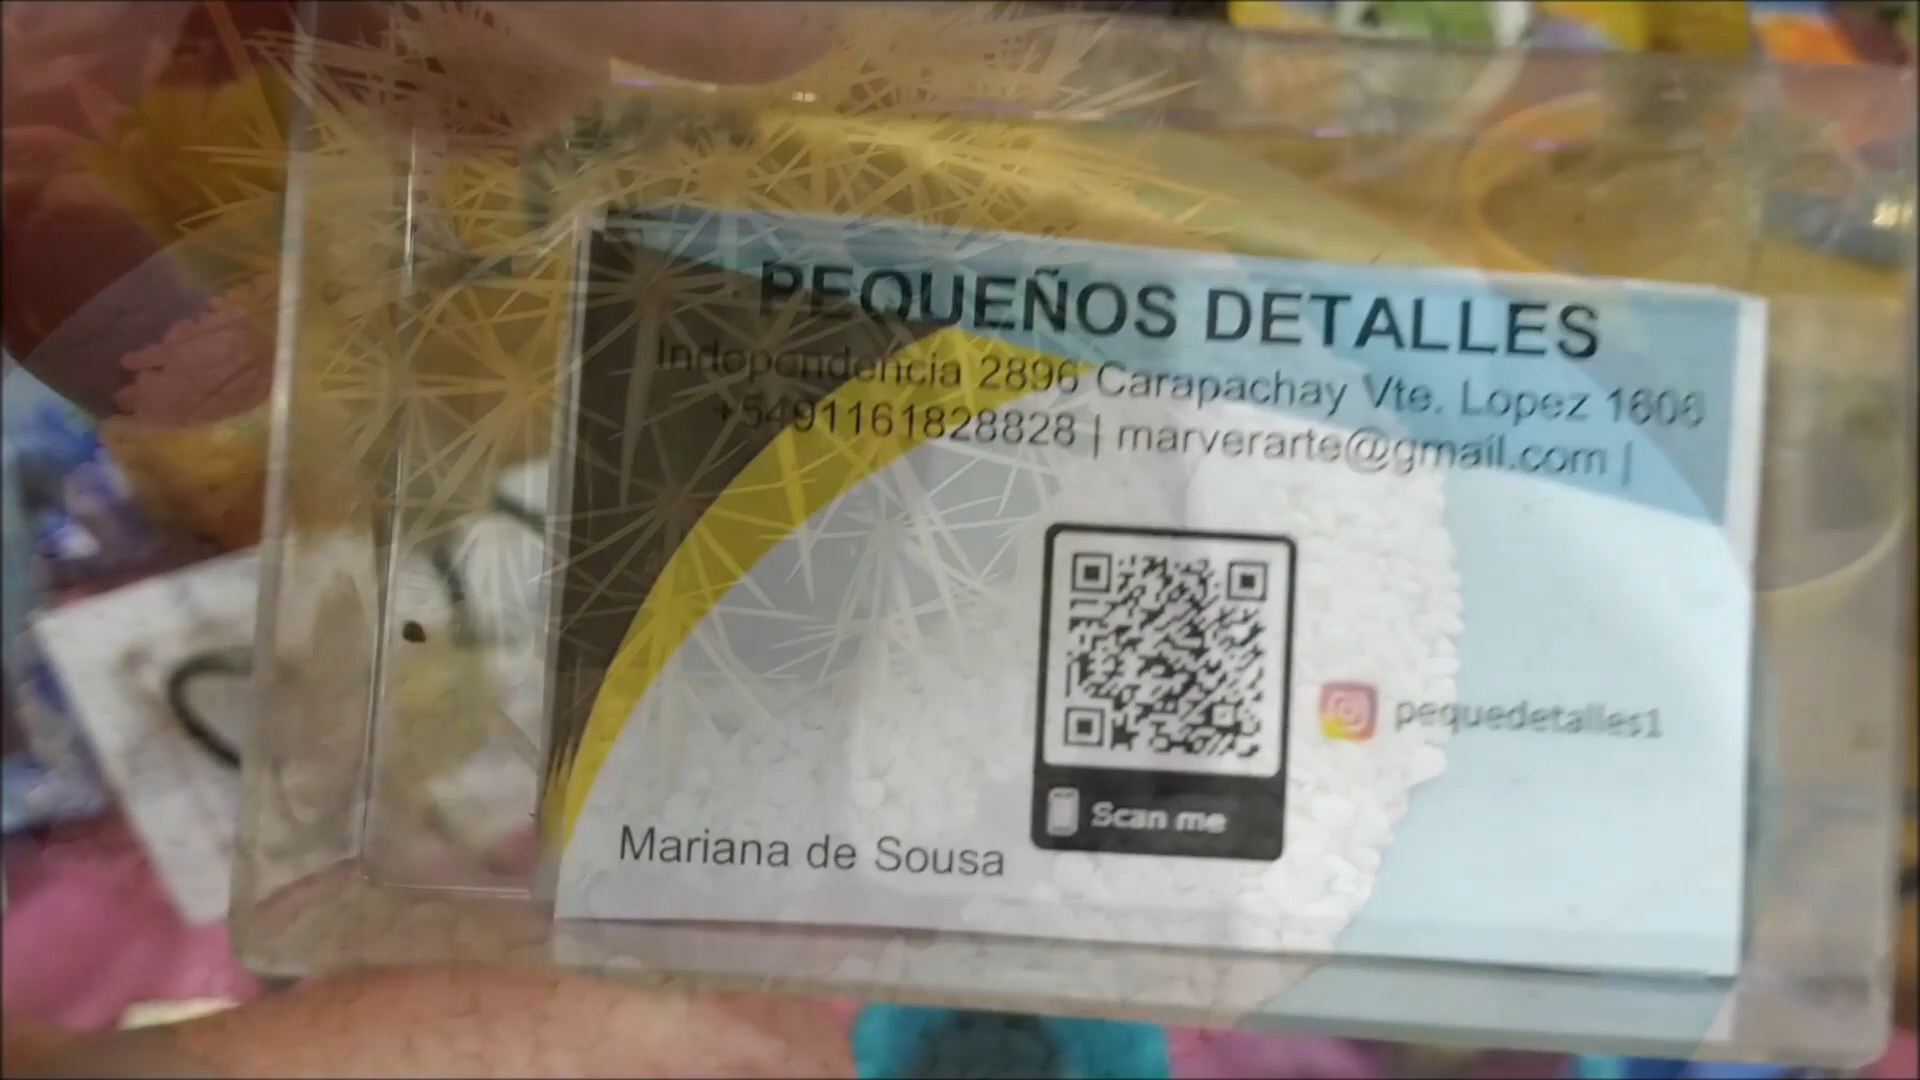 PEQUEÑOS DETALLES
Independencia 2896 Carapachay Vte. Lopez 1606
+5491161828828 | marverarte@gmail.com |
pequedetalles1
Scan me
Mariana de Sousa